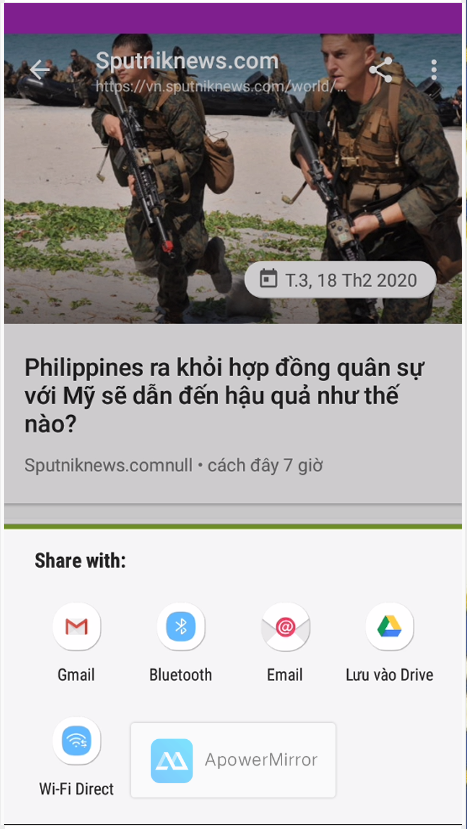 Sputniknews.com
https://vn.sputniknews.com/world/...
T.3, 18 Th2 2020
Philippines ra khỏi hợp đồng quân sự
với Mỹ sẽ dẫn đến hậu quả như thế
nào?
Sputniknews.comnull • cách đây 7 giờ
Share with:
Gmail
Bluetooth
Email
Lưu vào Drive
Wi-Fi Direct
ApowerMirror